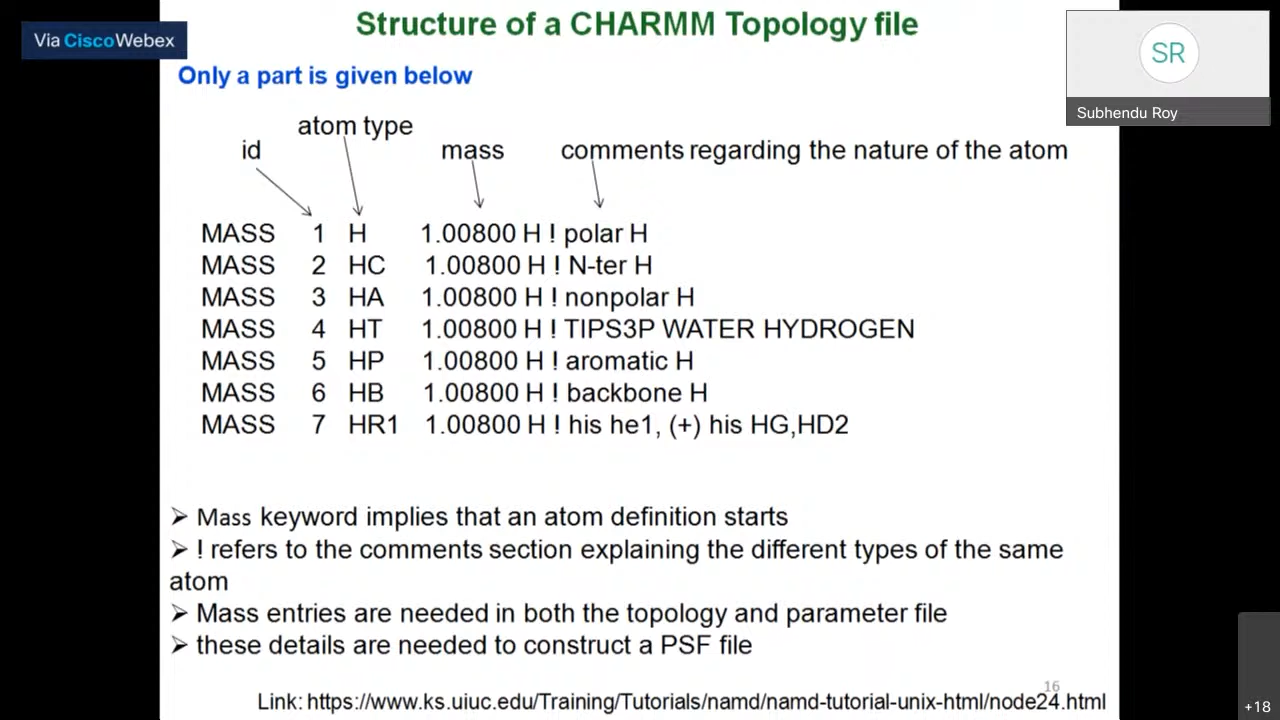 Structure of a CHARMM Topology file
Via Cisco Webex
SR
Subhendu Roy
Only a part is given below
atom type
id mass comments regarding the nature of the atom
MASS 1 H 1.00800 H ! polar H
MASS 2 HC 1.00800 H ! N-ter H
MASS 3 HA 1.00800 H ! nonpolar H
MASS 4 HT 1.00800 H ! TIPS3P WATER HYDROGEN
MASS 5 HP 1.00800 H ! aromatic H
MASS 6 HB 1.00800 H ! backbone H
MASS 7 HR1 1.00800 H ! his he1, (+) his HG,HD2
➢ Mass keyword implies that an atom definition starts
➢ ! refers to the comments section explaining the different types of the same
atom
➢ Mass entries are needed in both the topology and parameter file
➢ these details are needed to construct a PSF file
16
Link: https://www.ks.uiuc.edu/Training/Tutorials/namd/namd-tutorial-unix-html/node24.html
+18